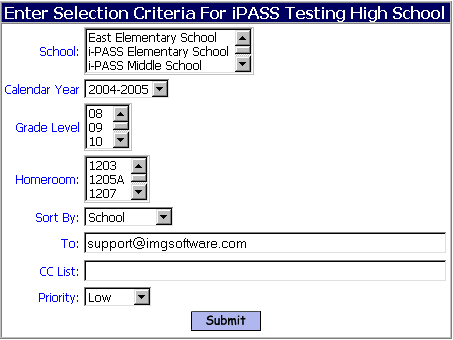 Enter Selection Criteria For iPASS Testing High School
School:
East Elementary School
i-PASS Elementary School
i-PASS Middle School
Calendar Year
2004-2005
Grade Level
08
09
10
Homeroom:
1203
1205A
1207
Sort By:
School
To:
support@imgsoftware.com
CC List:
Priority:
Low
Submit